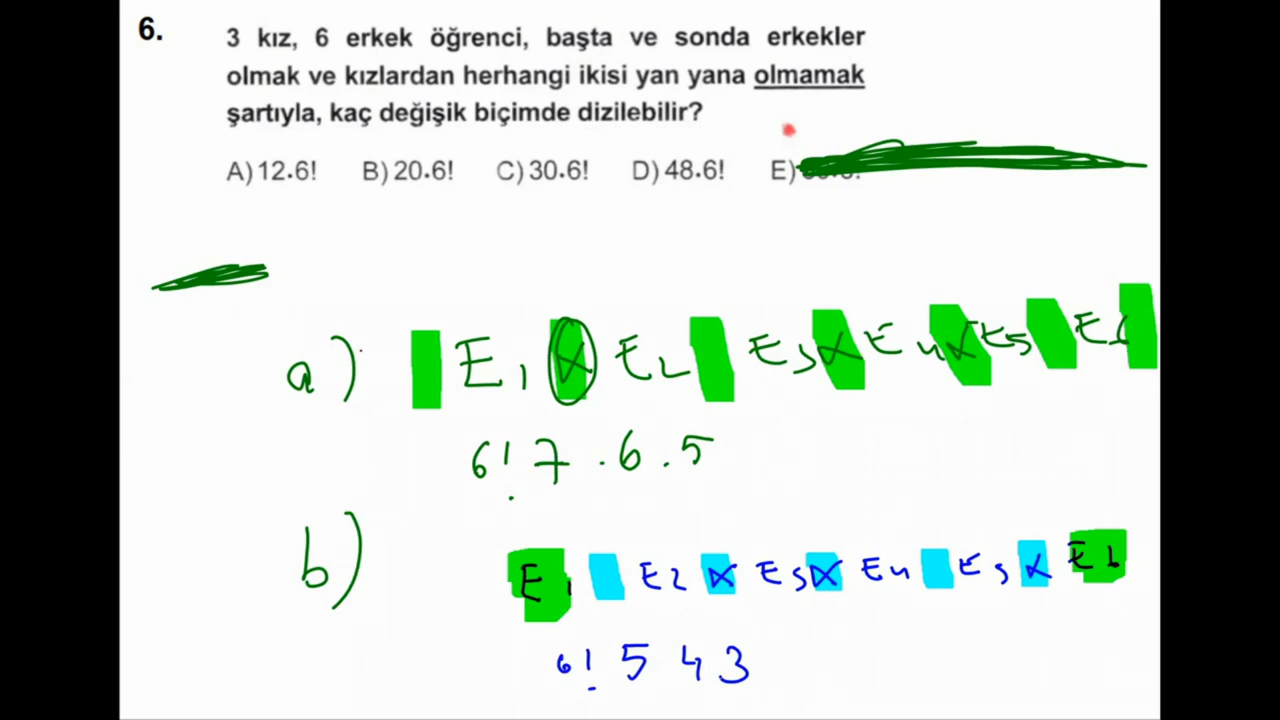 6.
3 kız, 6 erkek öğrenci, başta ve sonda erkekler
olmak ve kızlardan herhangi ikisi yan yana olmamak
şartıyla, kaç değişik biçimde dizilebilir?
A) 12.6! B) 20.6! C) 30.6! D) 48.6! E)
a) E1 E2 E3 E4 E5 E6
6! 7 . 6 . 5
b) E1 E2 E3 E4 E5 E6
6! 5 4 3